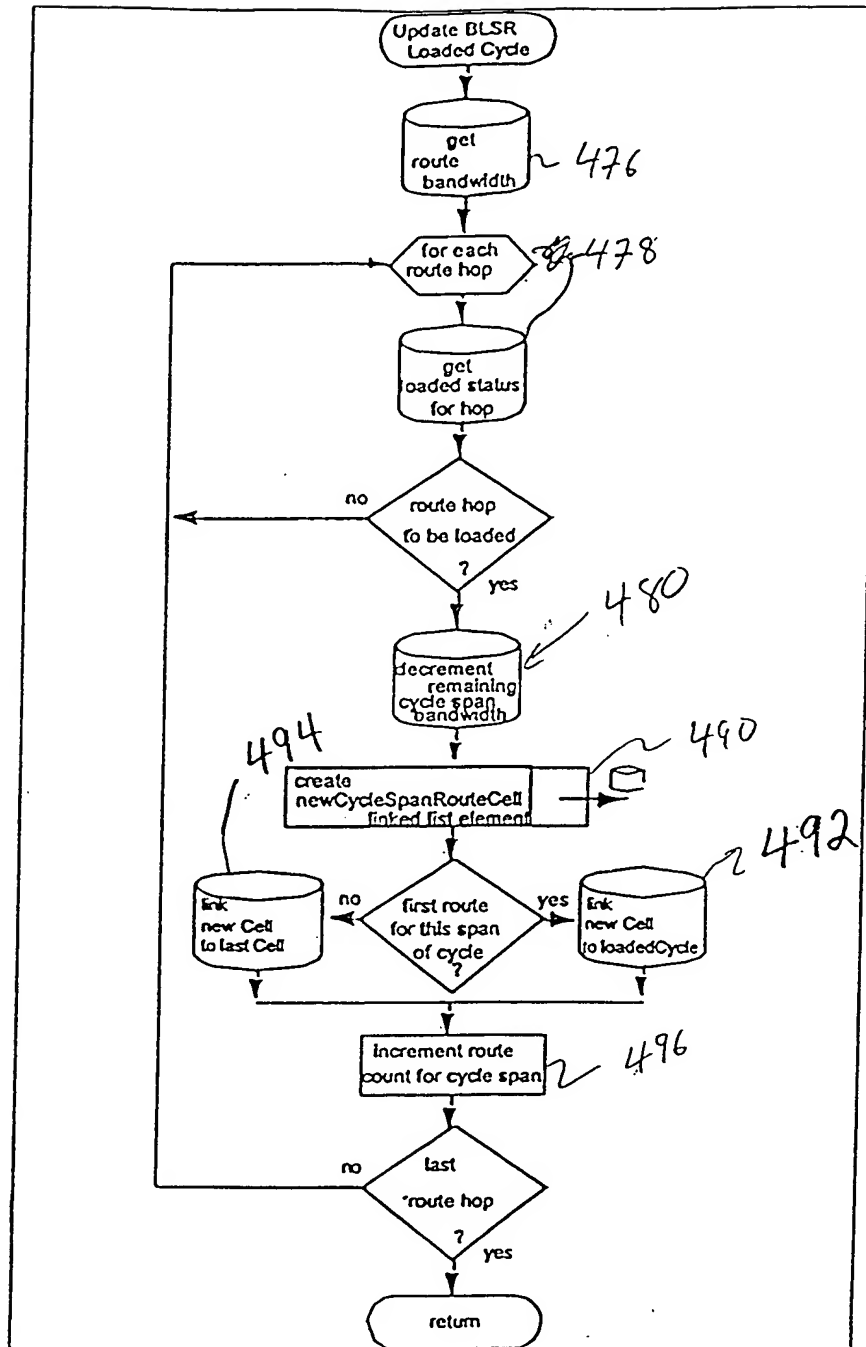 Update BLSR
Loaded Cycle
get
route
bandwidth
476
for each
route hop
478
get
loaded status
for hop
no
route hop
to be loaded
?
yes
480
decrement
remaining
cycle span
bandwidth
494
490
create
newCycleSpanRouteCell
linked list element
492
link
new Cell
to last Cell
no
first route
for this span
of cycle
?
yes
link
new Cell
to loadedCycle
increment route
count for cycle span
496
no
last
route hop
?
yes
return